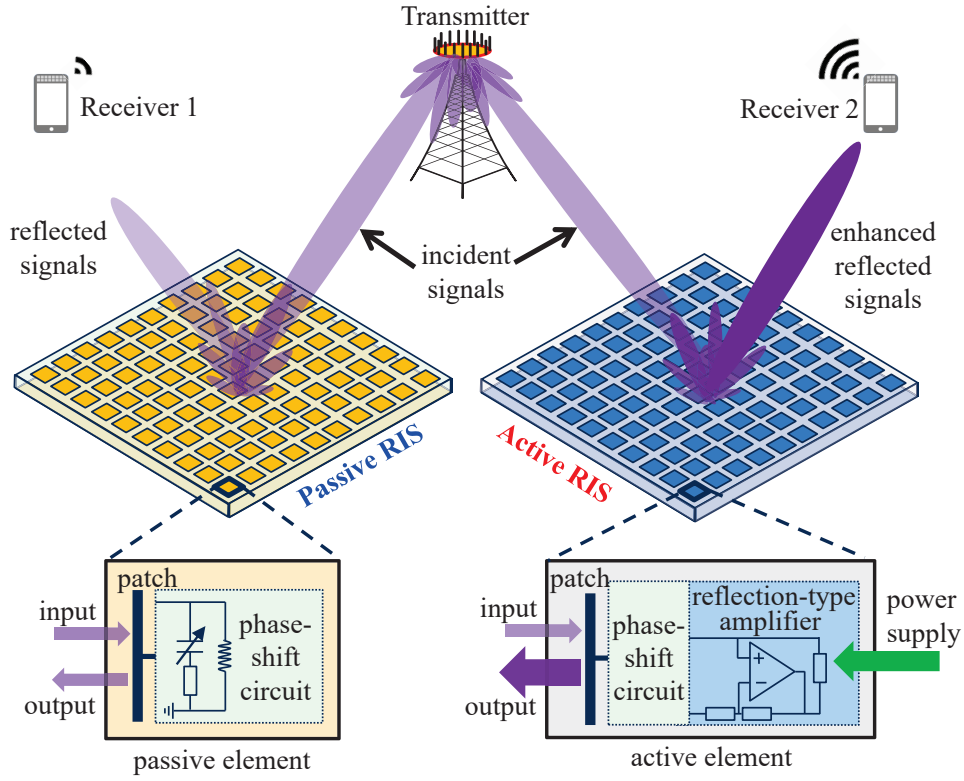 Transmitter
Receiver 1
Receiver 2
reflected
signals
incident
signals
enhanced
reflected
signals
Passive RIS
Active RIS
patch
input
output
phase-
shift
circuit
passive element
patch
input
output
phase-
shift
circuit
reflection-type
amplifier
power
supply
active element